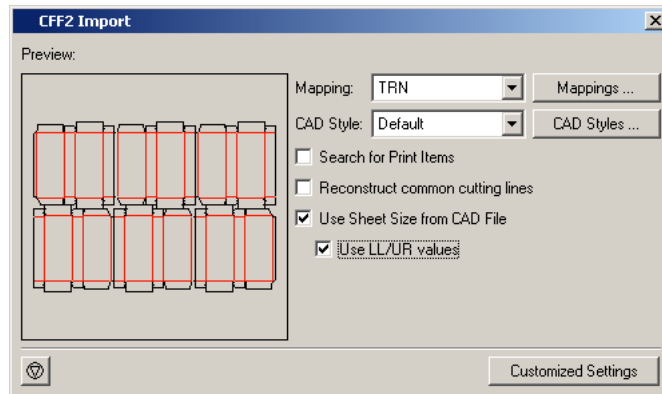 CFF2 Import
Preview:
Mapping: TRN Mappings ...
CAD Style: Default CAD Styles ...
Search for Print Items
Reconstruct common cutting lines
Use Sheet Size from CAD File
Use LL/UR values
Customized Settings